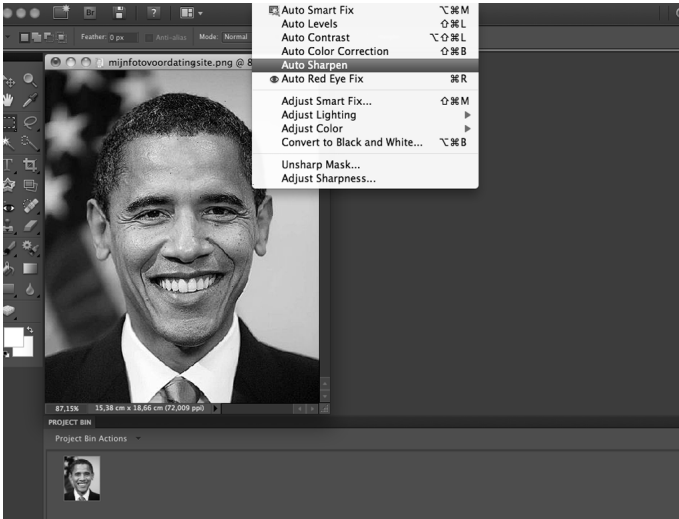 Br
?
Auto Smart Fix... ⌥⌘M
Auto Levels ⇧⌘L
Auto Contrast ⌥⇧⌘L
Auto Color Correction ⇧⌘B
Auto Sharpen
Auto Red Eye Fix ⌘R
Adjust Smart Fix... ⇧⌘M
Adjust Lighting
Adjust Color
Convert to Black and White... ⌥⌘B
Unsharp Mask...
Adjust Sharpness...
Feather: 0 px Anti-alias Mode: Normal
mijnfotovoordatingsite.png @ 8
T
87,15% 15,38 cm x 18,66 cm (72,009 ppi)
PROJECT BIN
Project Bin Actions